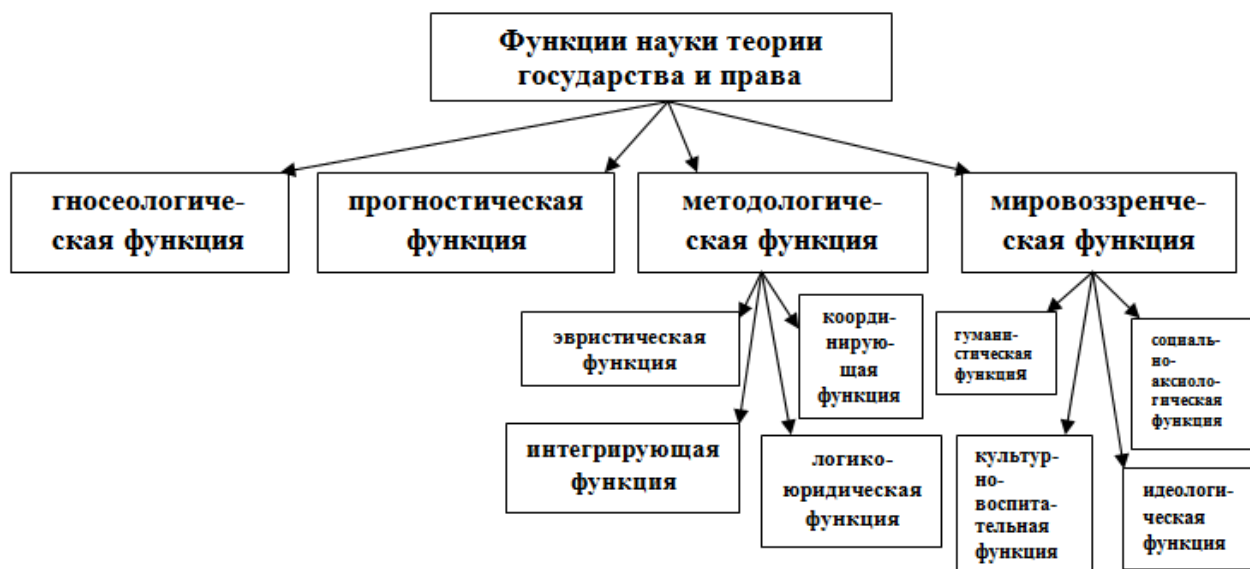 Функции науки теории
государства и права
гносеологиче-
ская функция
прогностическая
функция
методологиче-
ская функция
мировоззренче-
ская функция
эвристическая
функция
коорди-
нирую-
щая
функция
гумани-
стическая
функция
социаль-
но-
аксиоло-
гическая
функция
интегрирующая
функция
логико-
юридическая
функция
культур-
но-
воспита-
тельная
функция
идеологи-
ческая
функция